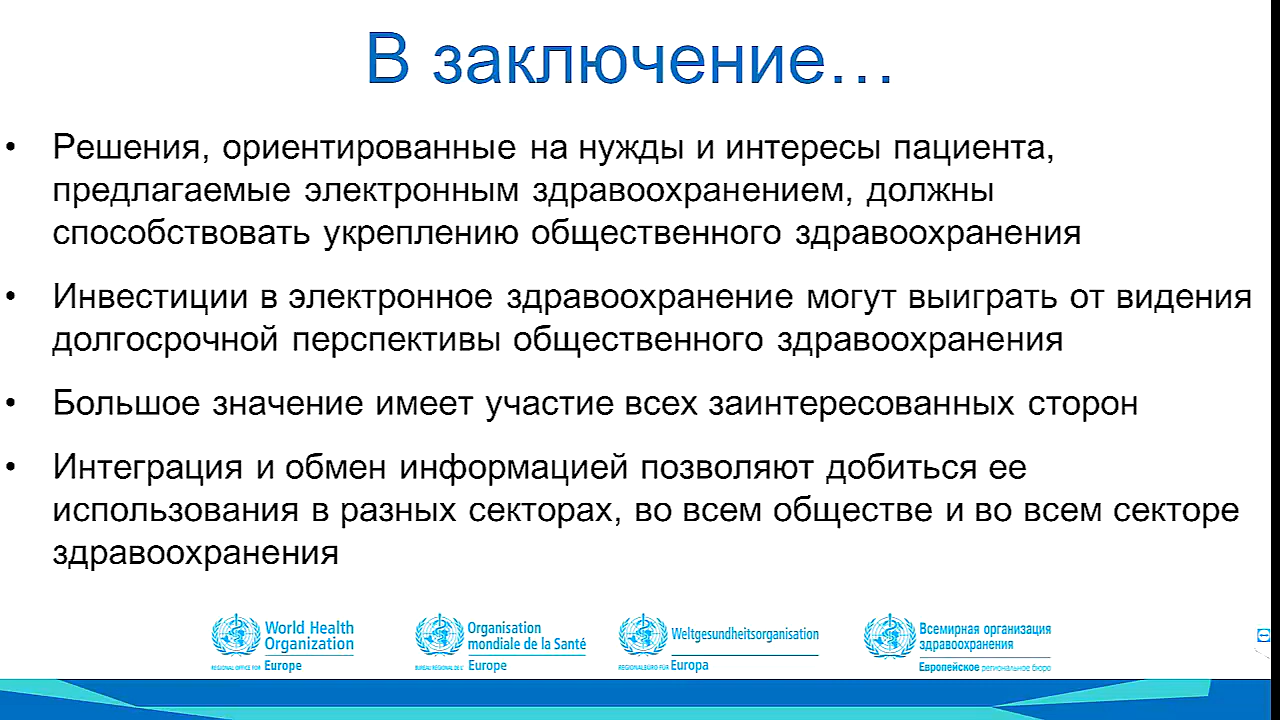 В заключение…
• Решения, ориентированные на нужды и интересы пациента,
предлагаемые электронным здравоохранением, должны
способствовать укреплению общественного здравоохранения
• Инвестиции в электронное здравоохранение могут выиграть от видения
долгосрочной перспективы общественного здравоохранения
• Большое значение имеет участие всех заинтересованных сторон
• Интеграция и обмен информацией позволяют добиться ее
использования в разных секторах, во всем обществе и во всем секторе
здравоохранения
World Health
Organization
REGIONAL OFFICE FOR Europe
Organisation
mondiale de la Santé
BUREAU RÉGIONAL DE L' Europe
Weltgesundheitsorganisation
REGIONALBÜRO FÜR Europa
Всемирная организация
здравоохранения
Европейское региональное бюро